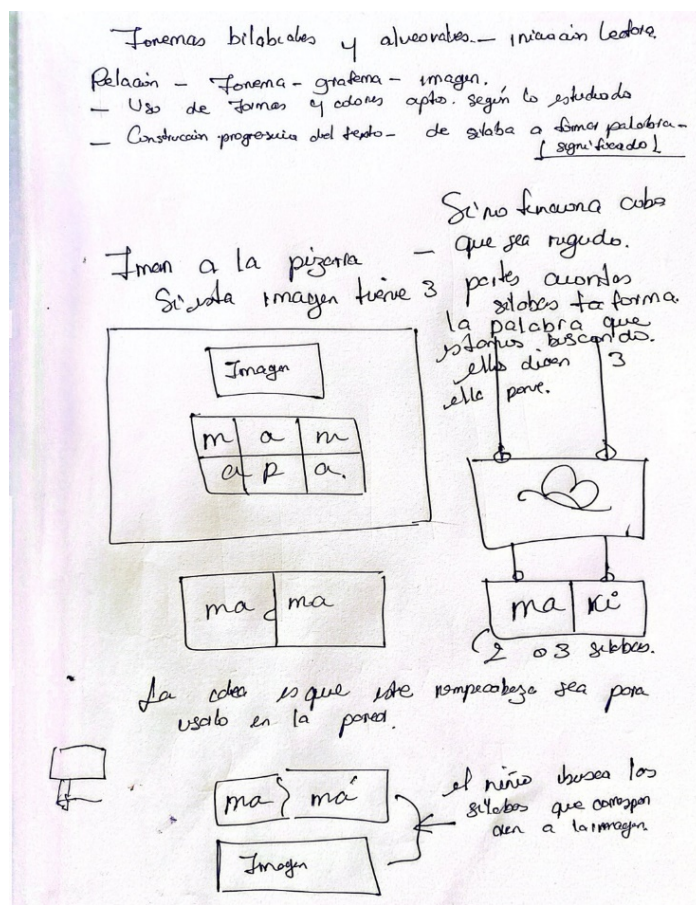 Fonemas bilabiales y alveorales. — iniciación lectora.
Relación - Fonema - grafema - imagen.
- Uso de formas y colores apto. según lo estudiado
- Construcción progresiva del texto - de sílaba a formar palabra -
[significado]
Si no funciona cubo
que sea rugudo.
Iman a la pizarra —
Si esta imagen tiene 3 partes cuantas
sílabas
forma
la palabra que
estamos buscando.
ellos dicen 3
ella pone.
Imagen
m a m
a p a.
ma ma
ma ri
(2 o 3 sílabas.
La idea es que este rompecabeza sea para
usarlo en la pared.
ma má
Imagen
el niño busca las
sílabas que correspon
den a la imagen.